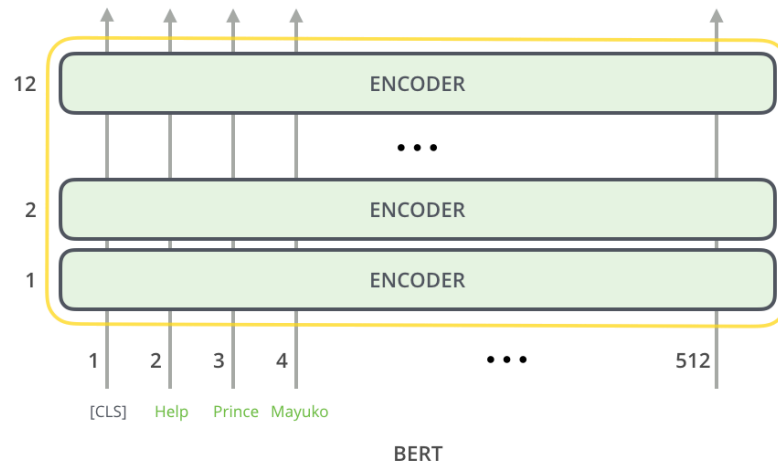 12 ENCODER
...
2 ENCODER
1 ENCODER
1 2 3 4 ... 512
[CLS] Help Prince Mayuko
BERT